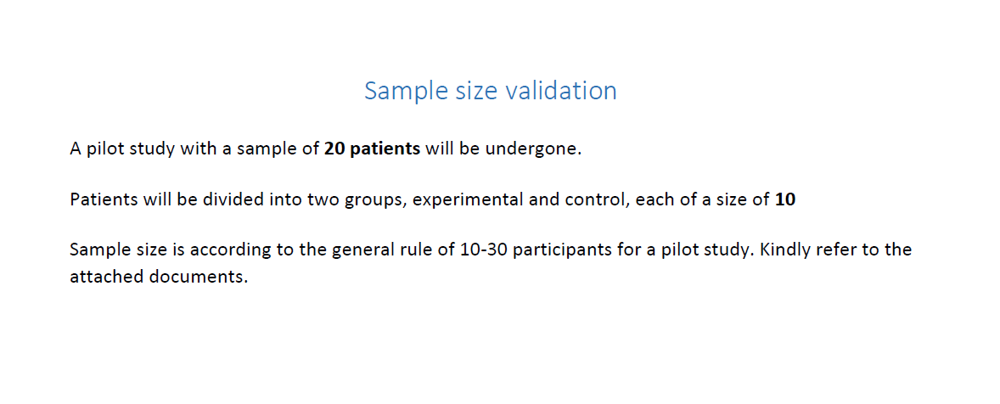 Sample size validation
A pilot study with a sample of 20 patients will be undergone.
Patients will be divided into two groups, experimental and control, each of a size of 10
Sample size is according to the general rule of 10-30 participants for a pilot study. Kindly refer to the
attached documents.